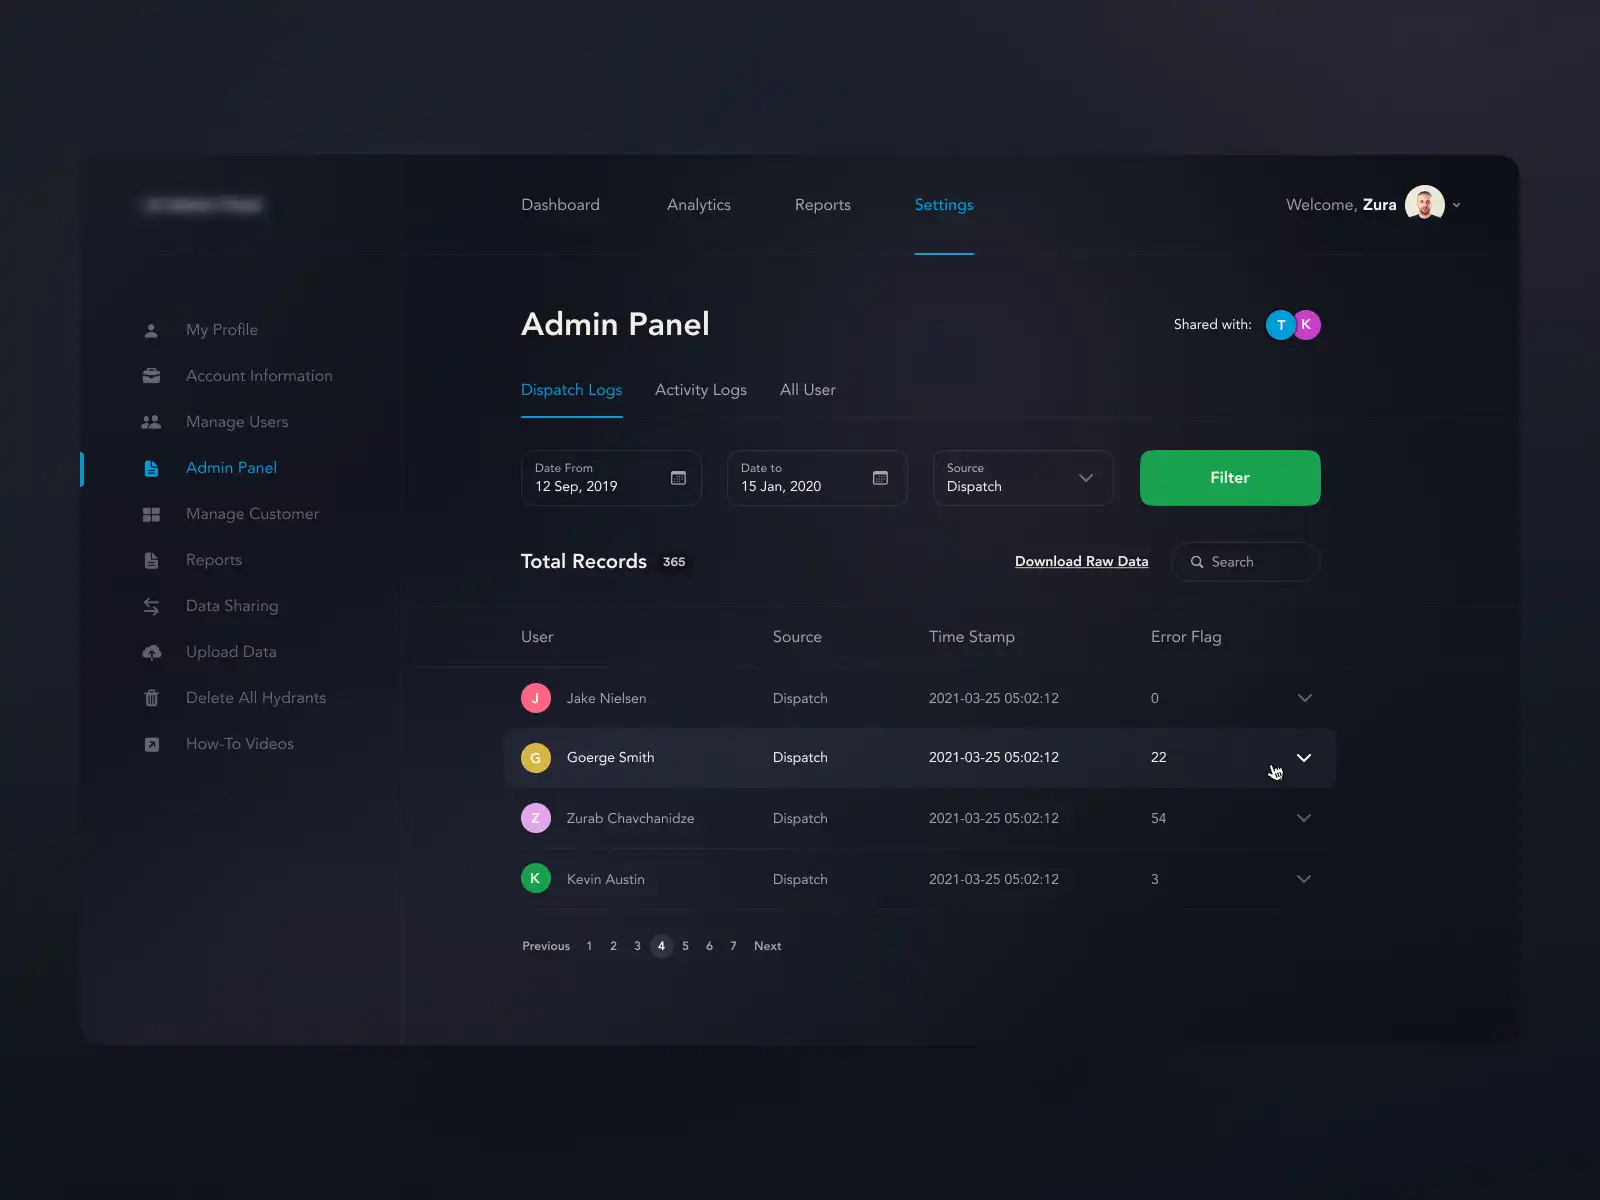 Dashboard Analytics Reports Settings Welcome, Zura
My Profile
Account Information
Manage Users
Admin Panel
Manage Customer
Reports
Data Sharing
Upload Data
Delete All Hydrants
How-To Videos
Admin Panel Shared with: T K
Dispatch Logs Activity Logs All User
Date From Date to Source
12 Sep, 2019 15 Jan, 2020 Dispatch Filter
Total Records 365 Download Raw Data Search
User Source Time Stamp Error Flag
J Jake Nielsen Dispatch 2021-03-25 05:02:12 0
G Goerge Smith Dispatch 2021-03-25 05:02:12 22
Z Zurab Chavchanidze Dispatch 2021-03-25 05:02:12 54
K Kevin Austin Dispatch 2021-03-25 05:02:12 3
Previous 1 2 3 4 5 6 7 Next